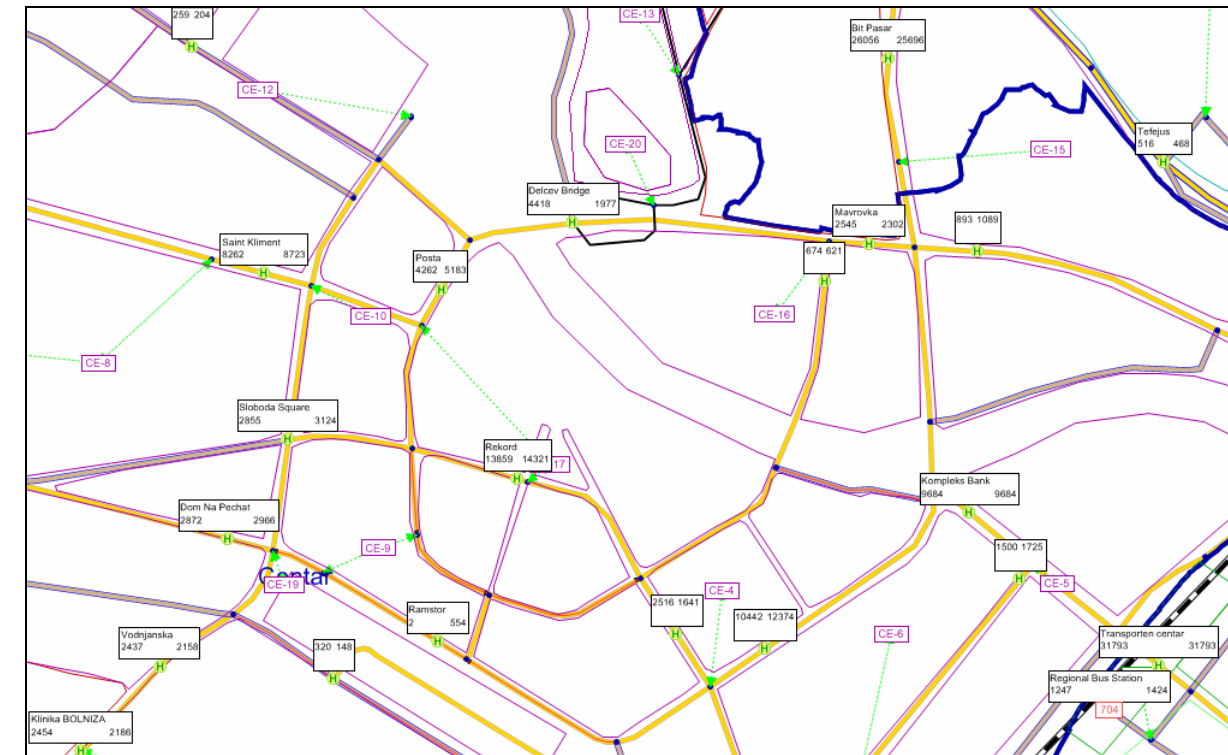 259 204
CE-13
Bit Pasar
26056 25696
CE-12
Tefejus
516 468
CE-20
CE-15
Delcev Bridge
4418 1977
Mavrovka
2545 2302
893 1089
Saint Kliment
8262 8723
Posta
4262 5183
674 621
CE-10
CE-16
CE-8
Sloboda Square
2855 3124
Rekord
13859 14321
17
Kompleks Bank
9684 9684
Dom Na Pechat
2872 2966
CE-9
1500 1725
Centar
CE-19
CE-4
CE-5
Ramstor
2 554
2516 1641
10442 12374
CE-6
Vodnjanska
2437 2158
320 148
Transporten centar
31793 31793
Regional Bus Station
1247 1424
704
Klinika BOLNIZA
2454 2186